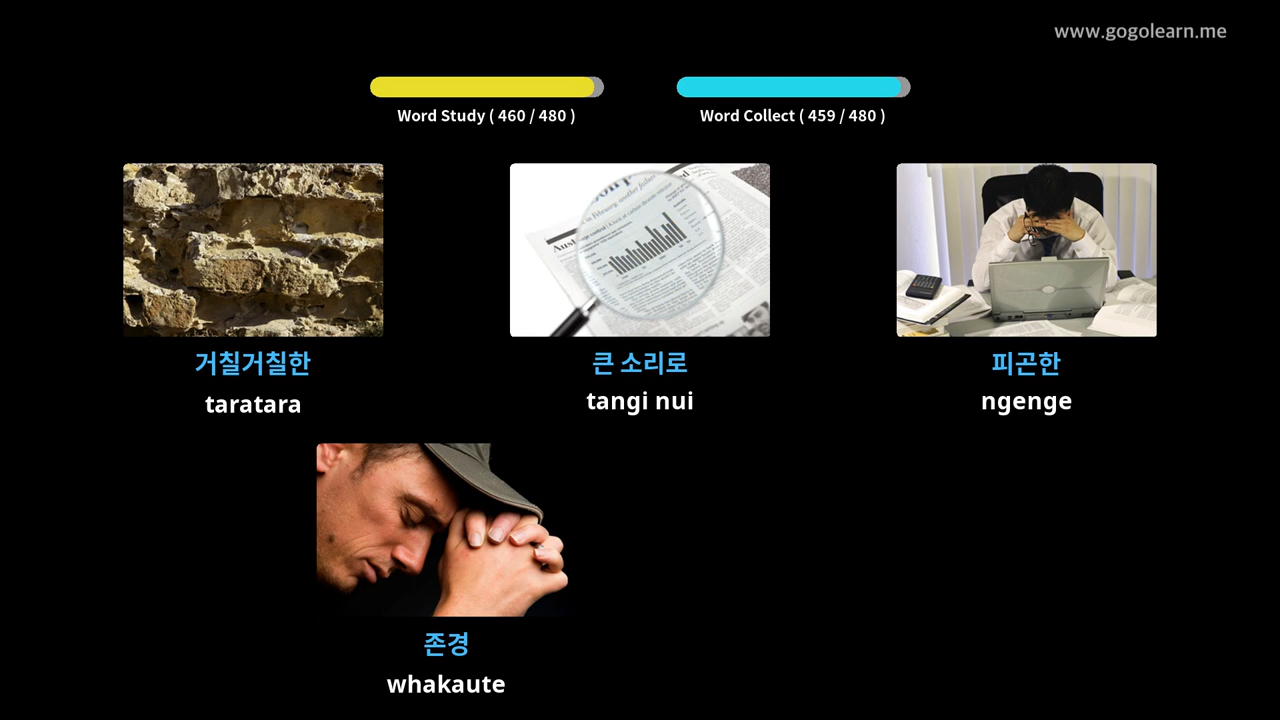 www.gogolearn.me
Word Study ( 460 / 480 )
Word Collect ( 459 / 480 )
거칠거칠한
taratara
큰 소리로
tangi nui
피곤한
ngenge
존경
whakaute